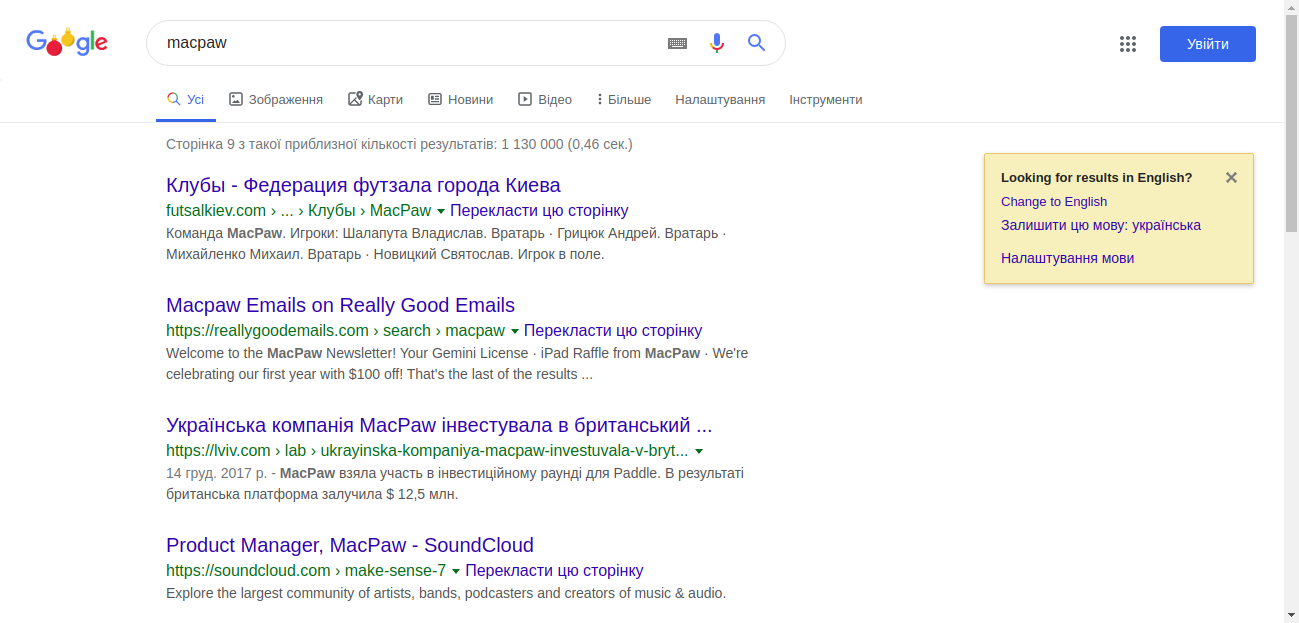 Google
macpaw
Увійти
Усі
Зображення
Карти
Новини
Відео
Більше
Налаштування
Інструменти
Сторінка 9 з такої приблизної кількості результатів: 1 130 000 (0,46 сек.)
Клубы - Федерация футзала города Киева
futsalkiev.com › ... › Клубы › MacPaw Перекласти цю сторінку
Команда MacPaw. Игроки: Шалапута Владислав. Вратарь · Грицюк Андрей. Вратарь ·
Михайленко Михаил. Вратарь · Новицкий Святослав. Игрок в поле.
Macpaw Emails on Really Good Emails
https://reallygoodemails.com › search › macpaw Перекласти цю сторінку
Welcome to the MacPaw Newsletter! Your Gemini License · iPad Raffle from MacPaw · We're
celebrating our first year with $100 off! That's the last of the results ...
Українська компанія MacPaw інвестувала в британський ...
https://lviv.com › lab › ukrayinska-kompaniya-macpaw-investuvala-v-bryt...
14 груд. 2017 р. - MacPaw взяла участь в інвестиційному раунді для Paddle. В результаті
британська платформа залучила $ 12,5 млн.
Product Manager, MacPaw - SoundCloud
https://soundcloud.com › make-sense-7 Перекласти цю сторінку
Explore the largest community of artists, bands, podcasters and creators of music & audio.
Looking for results in English?
Change to English
Залишити цю мову: українська
Налаштування мови